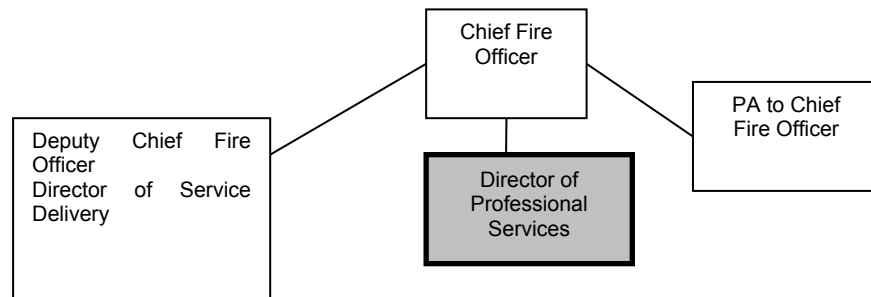 Chief Fire
Officer
PA to Chief
Fire Officer
Deputy Chief Fire
Officer
Director of Service
Delivery
Director of
Professional
Services